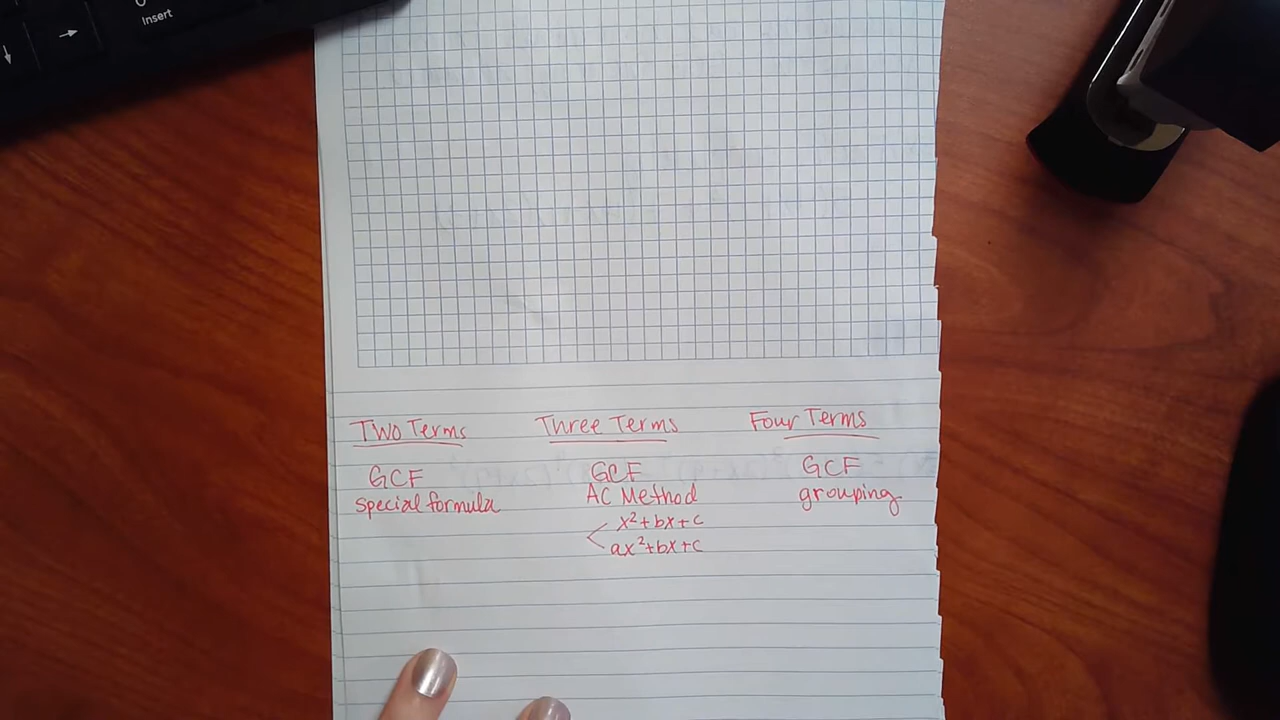 Insert
Two Terms Three Terms Four Terms
GCF GCF GCF
special formula AC Method grouping
x²+bx+c
ax²+bx+c